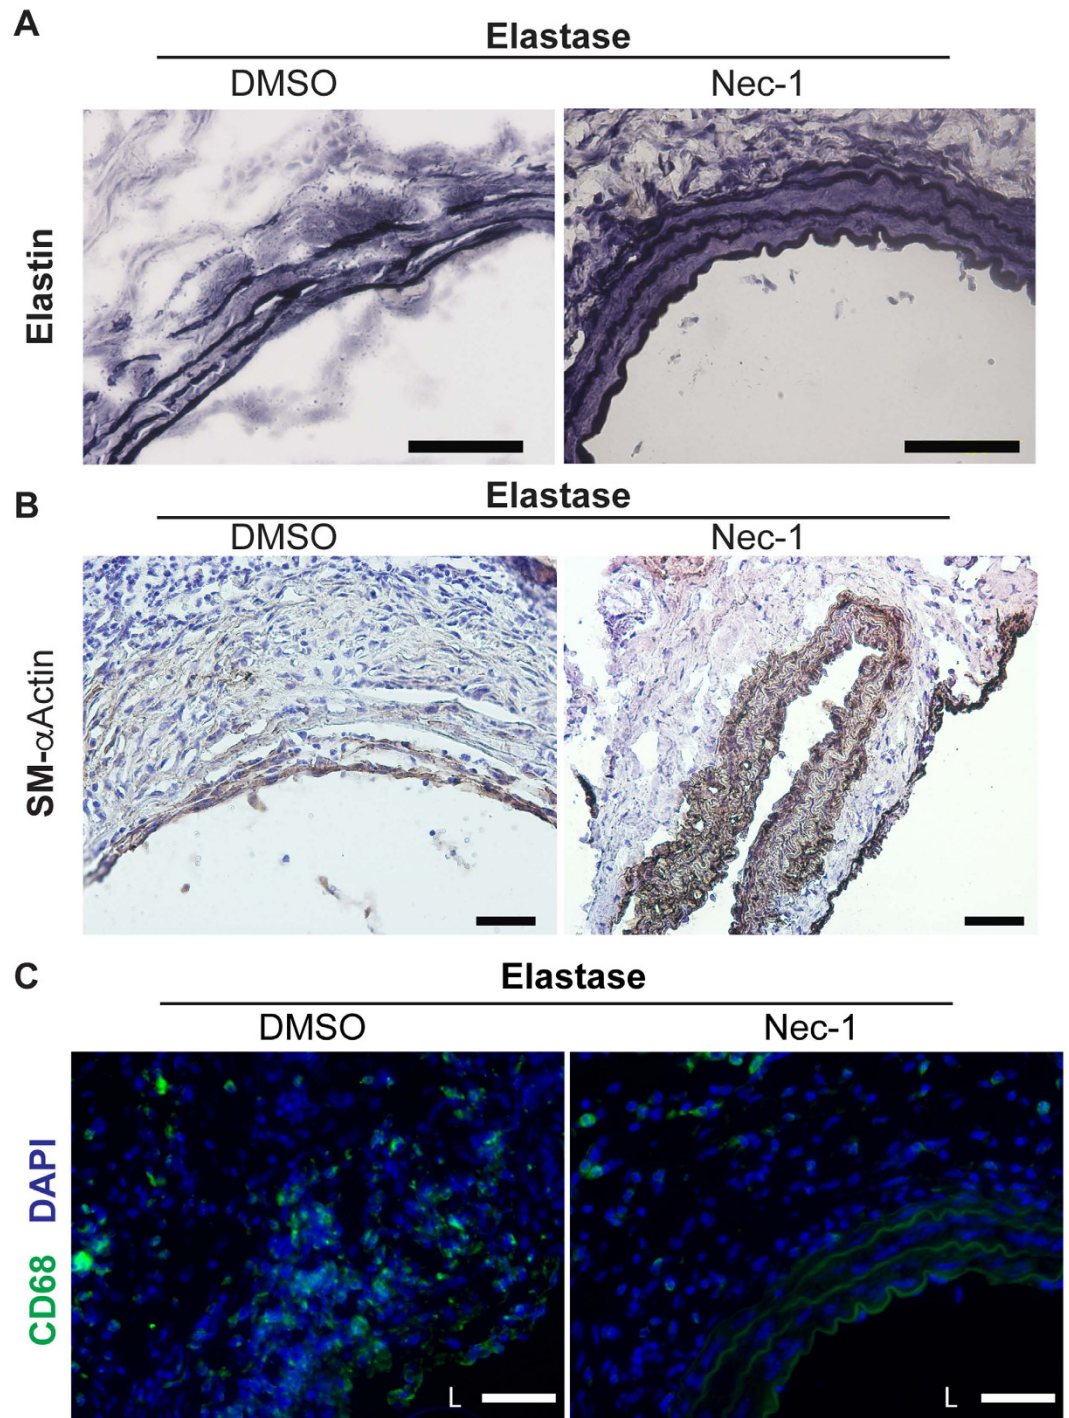 A
Elastase
DMSO Nec-1
Elastin
B
Elastase
DMSO Nec-1
SM-αActin
C
Elastase
DMSO Nec-1
CD68 DAPI
L L